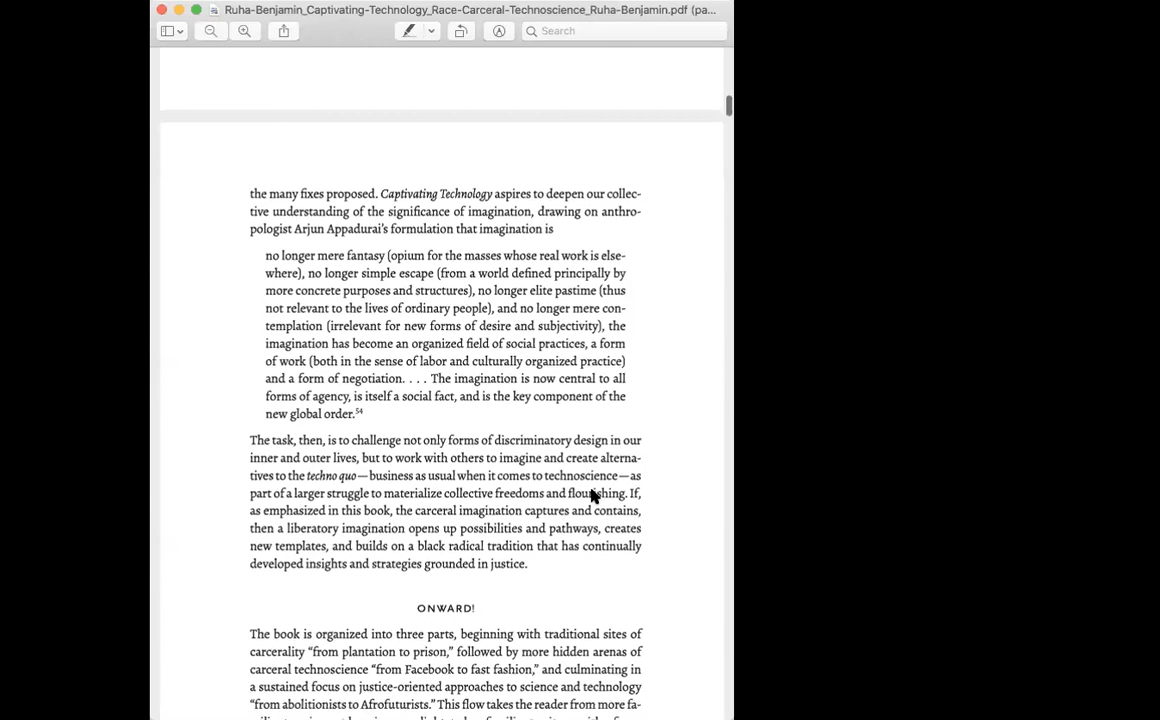 Ruha-Benjamin_Captivating-Technology_Race-Carceral-Technoscience_Ruha-Benjamin.pdf (pa...
Search
the many fixes proposed. Captivating Technology aspires to deepen our collec-
tive understanding of the significance of imagination, drawing on anthro-
pologist Arjun Appadurai’s formulation that imagination is
no longer mere fantasy (opium for the masses whose real work is else-
where), no longer simple escape (from a world defined principally by
more concrete purposes and structures), no longer elite pastime (thus
not relevant to the lives of ordinary people), and no longer mere con-
templation (irrelevant for new forms of desire and subjectivity), the
imagination has become an organized field of social practices, a form
of work (both in the sense of labor and culturally organized practice)
and a form of negotiation. . . . The imagination is now central to all
forms of agency, is itself a social fact, and is the key component of the
new global order.54
The task, then, is to challenge not only forms of discriminatory design in our
inner and outer lives, but to work with others to imagine and create alterna-
tives to the techno quo—business as usual when it comes to technoscience—as
part of a larger struggle to materialize collective freedoms and flourishing. If,
as emphasized in this book, the carceral imagination captures and contains,
then a liberatory imagination opens up possibilities and pathways, creates
new templates, and builds on a black radical tradition that has continually
developed insights and strategies grounded in justice.
ONWARD!
The book is organized into three parts, beginning with traditional sites of
carcerality “from plantation to prison,” followed by more hidden arenas of
carceral technoscience “from Facebook to fast fashion,” and culminating in
a sustained focus on justice-oriented approaches to science and technology
“from abolitionists to Afrofuturists.” This flow takes the reader from more fa-